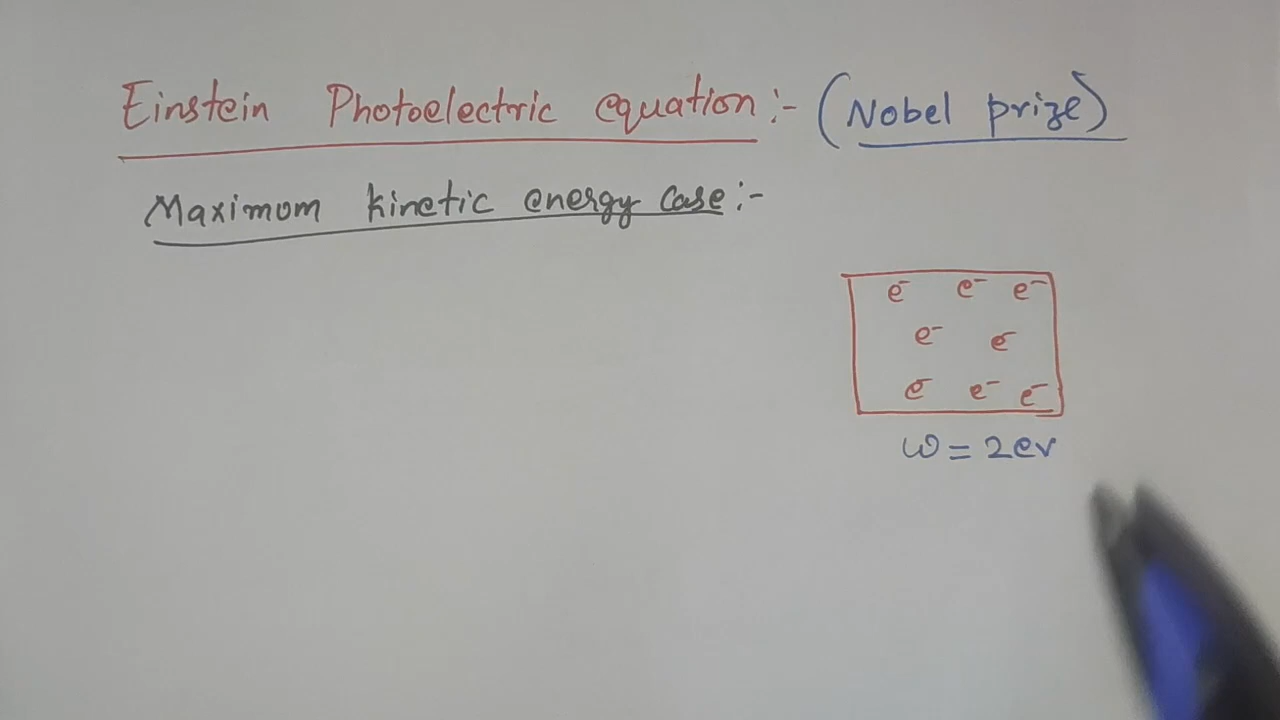 Einstein Photoelectric equation :- (Nobel prize)
Maximom kinetic energy case :-
e⁻ e⁻ e⁻
e⁻ e⁻
e⁻ e⁻ e⁻
ω = 2ev